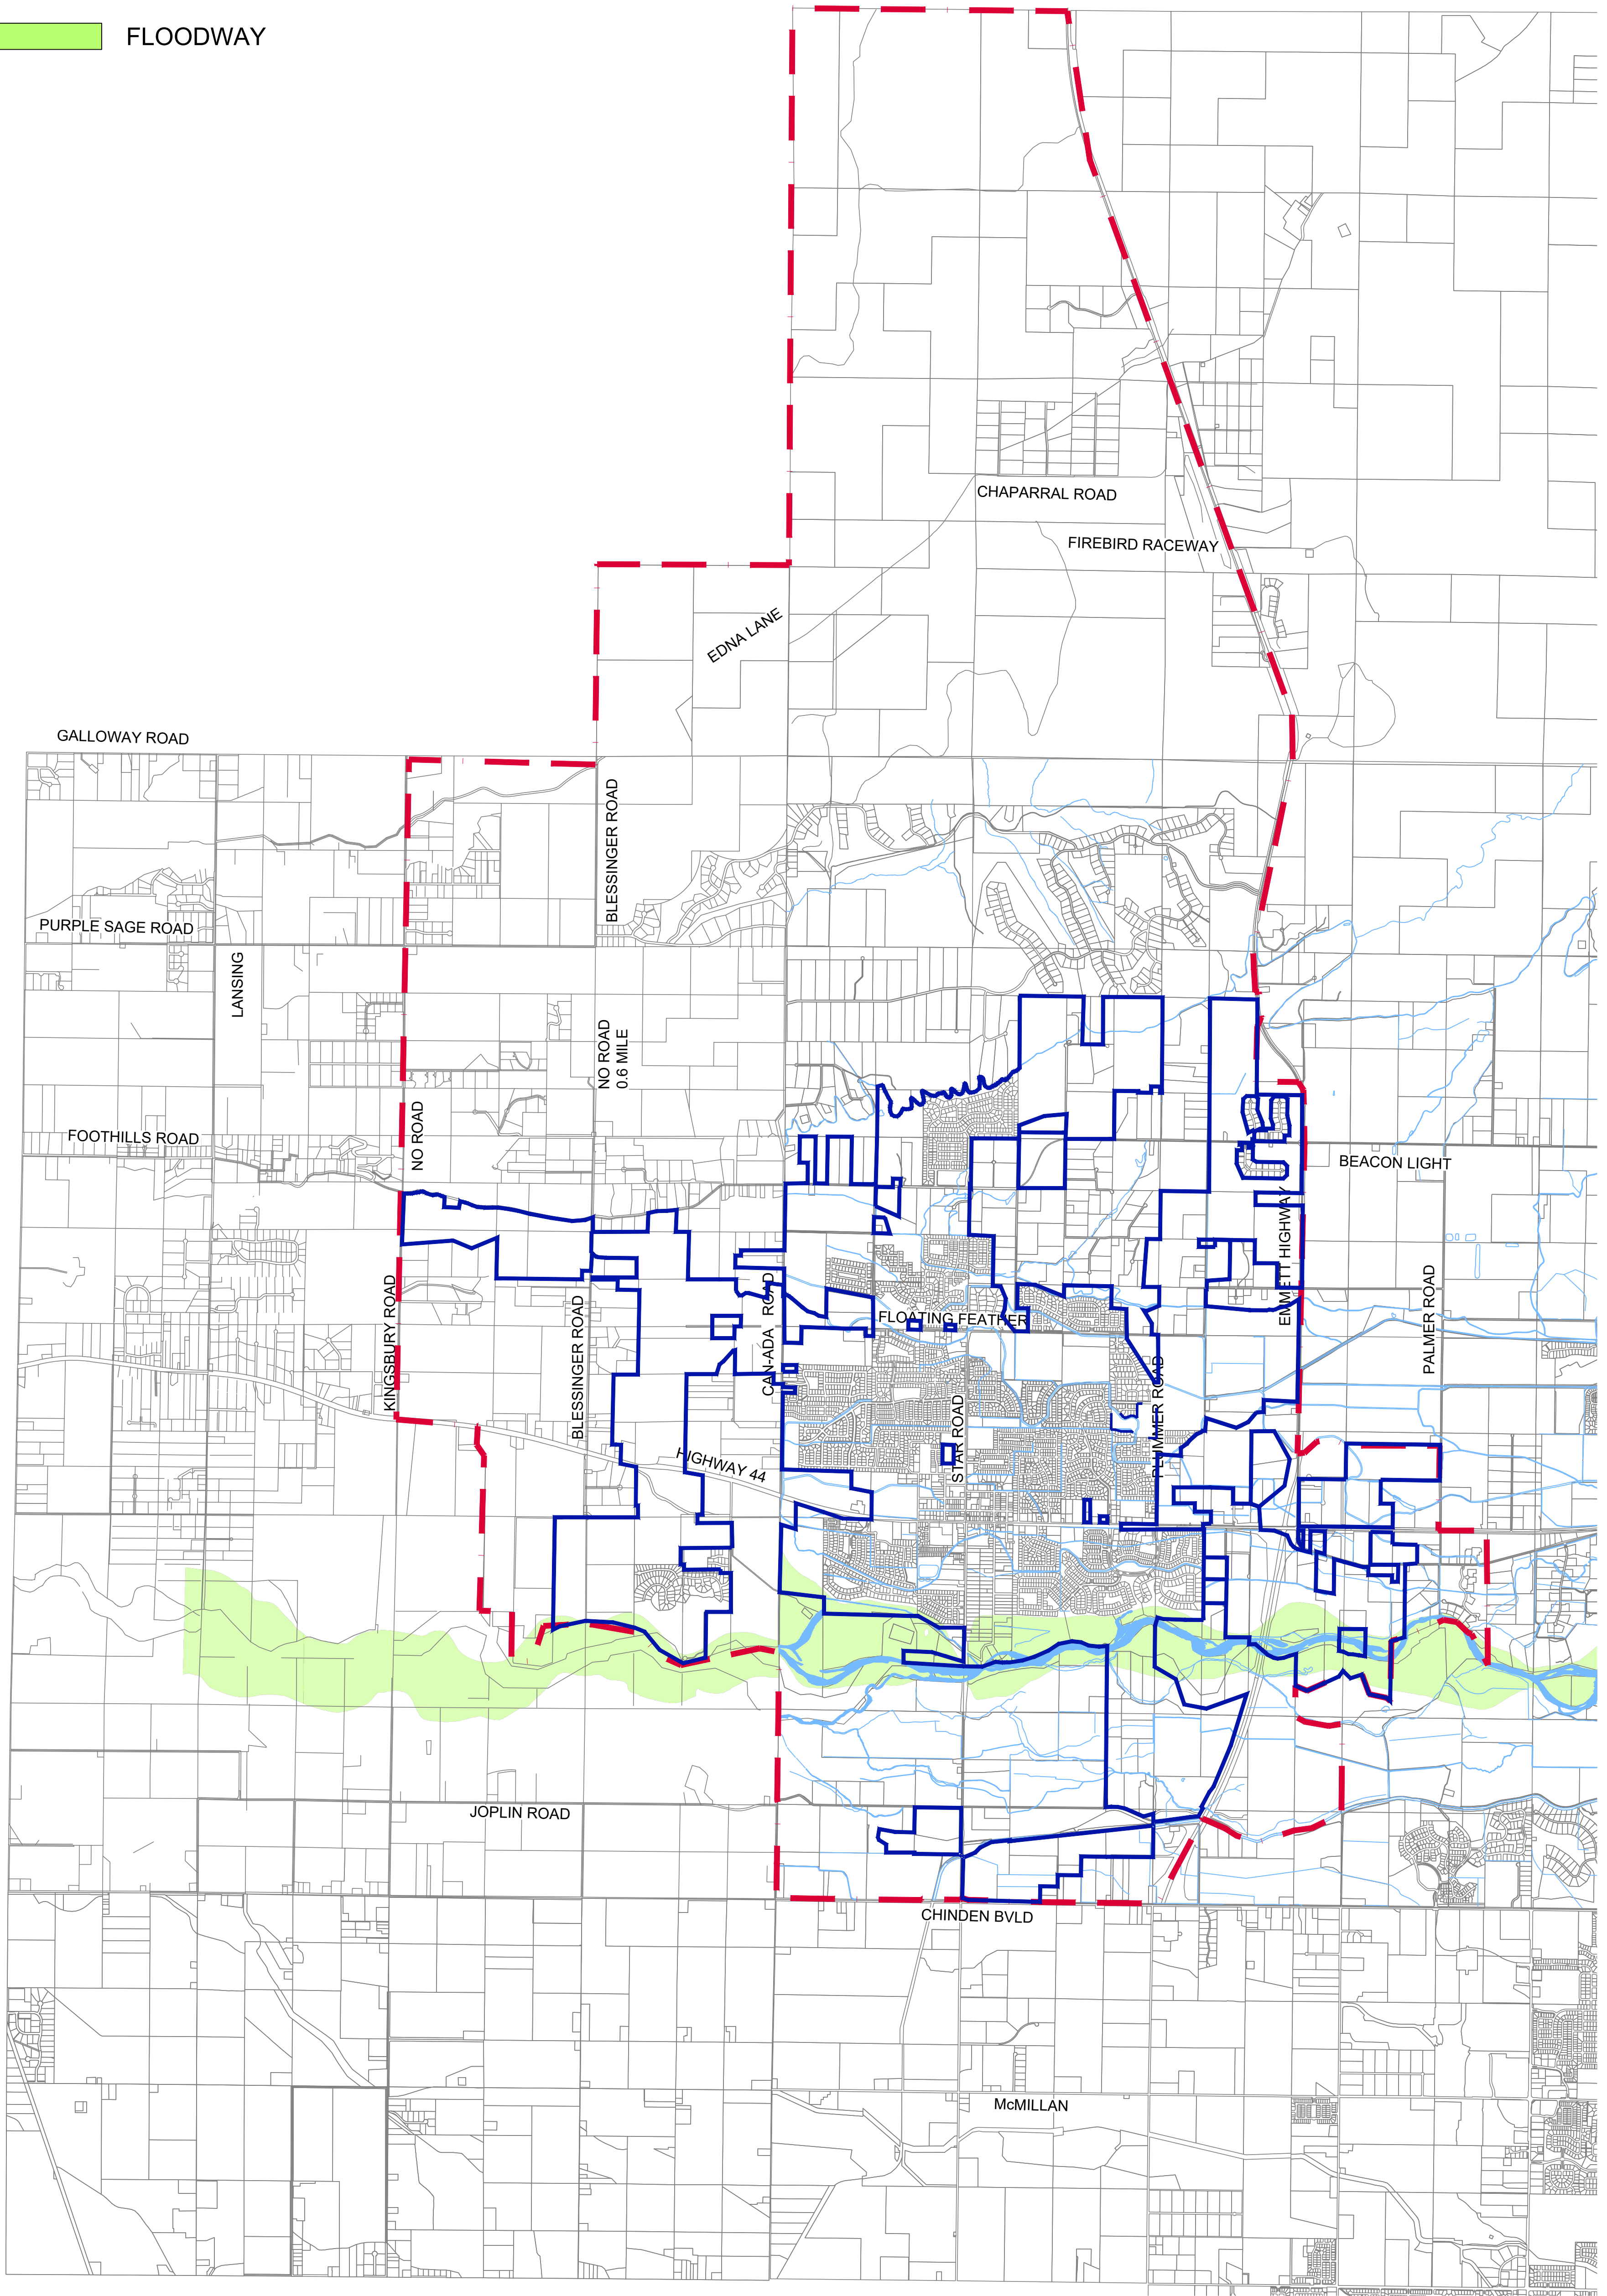 FLOODWAY
CHAPARRAL ROAD
FIREBIRD RACEWAY
EDNA LANE
GALLOWAY ROAD
BLESSINGER ROAD
PURPLE SAGE ROAD
LANSING
NO ROAD
0.6 MILE
NO ROAD
FOOTHILLS ROAD
BEACON LIGHT
EMMETT HIGHWAY
KINGSBURY ROAD
BLESSINGER ROAD
CAN-ADA ROAD
FLOATING FEATHER
PALMER ROAD
STAR ROAD
PLUMMER ROAD
HIGHWAY 44
JOPLIN ROAD
CHINDEN BVLD
McMILLAN